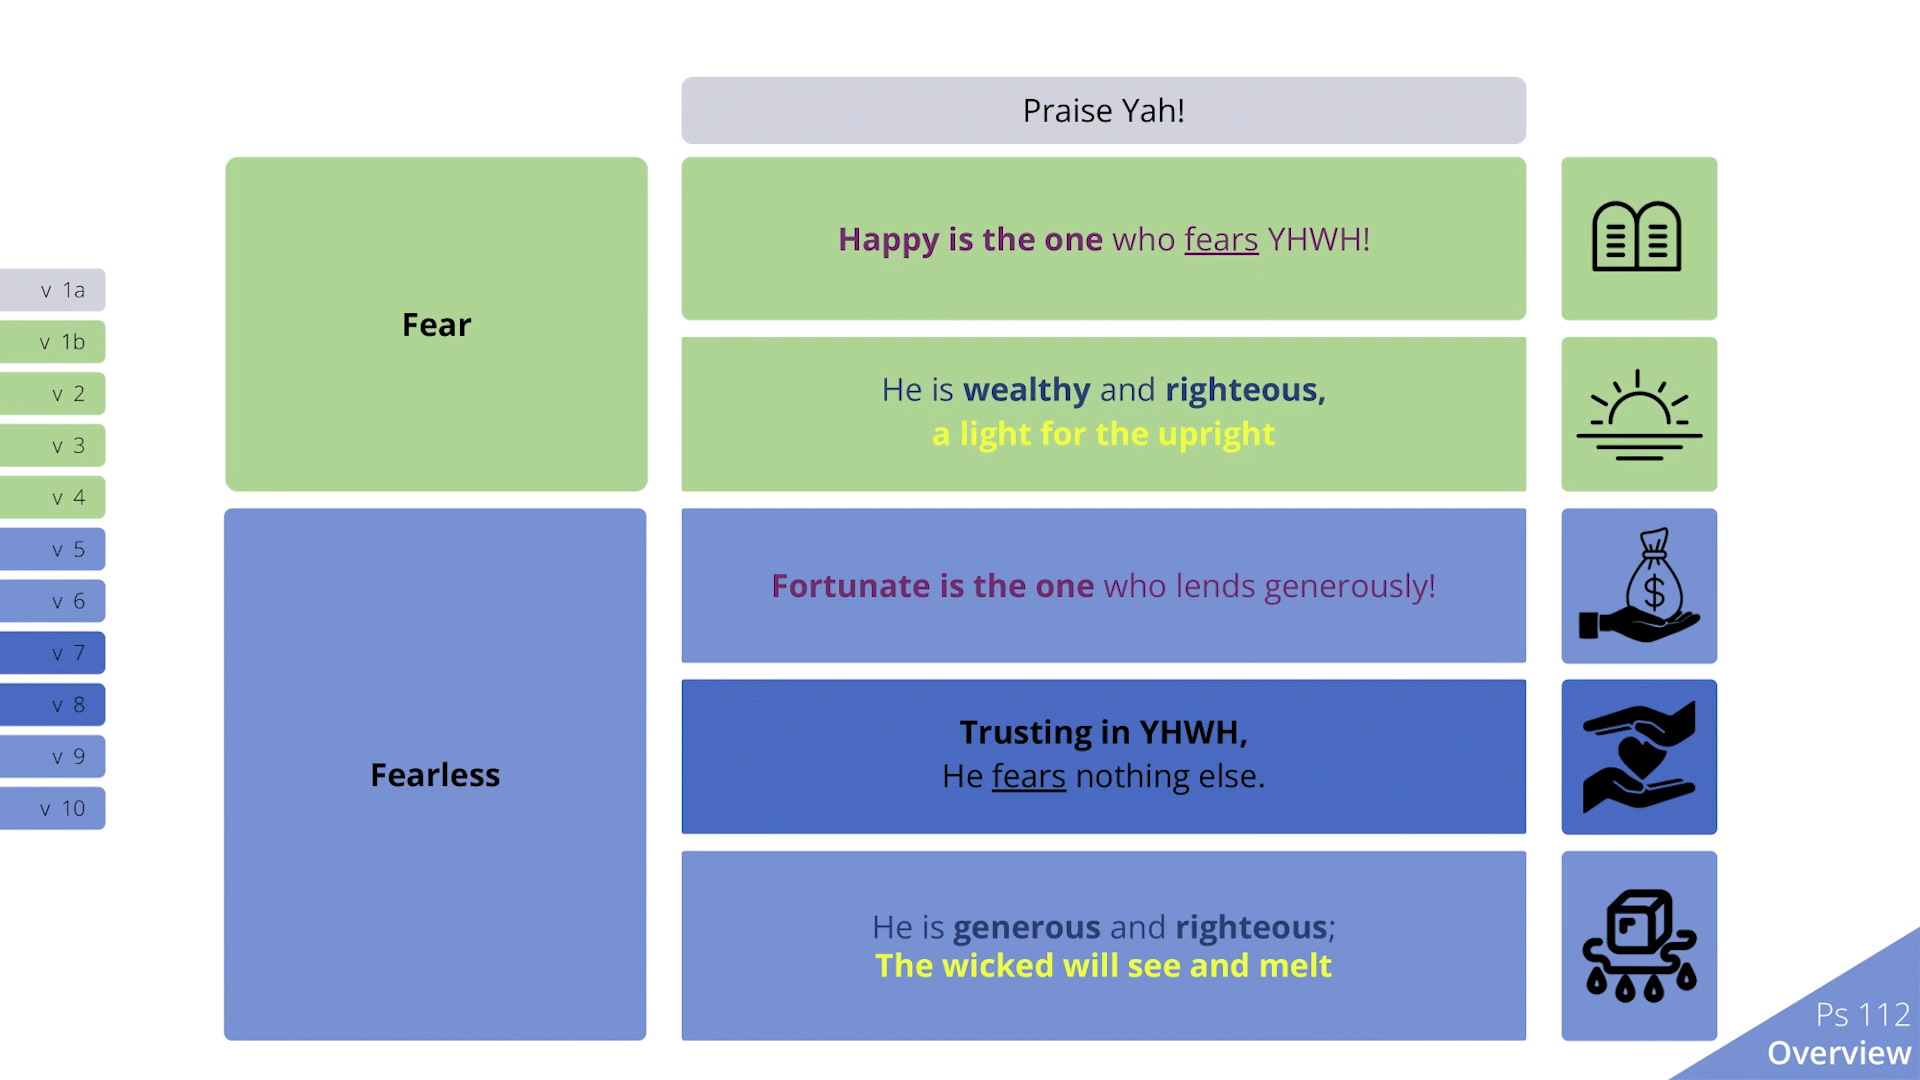 Praise Yah!
Fear
Happy is the one who fears YHWH!
He is wealthy and righteous,
a light for the upright
Fearless
Fortunate is the one who lends generously!
$
Trusting in YHWH,
He fears nothing else.
He is generous and righteous;
The wicked will see and melt
v 1a
v 1b
v 2
v 3
v 4
v 5
v 6
v 7
v 8
v 9
v 10
Ps 112
Overview